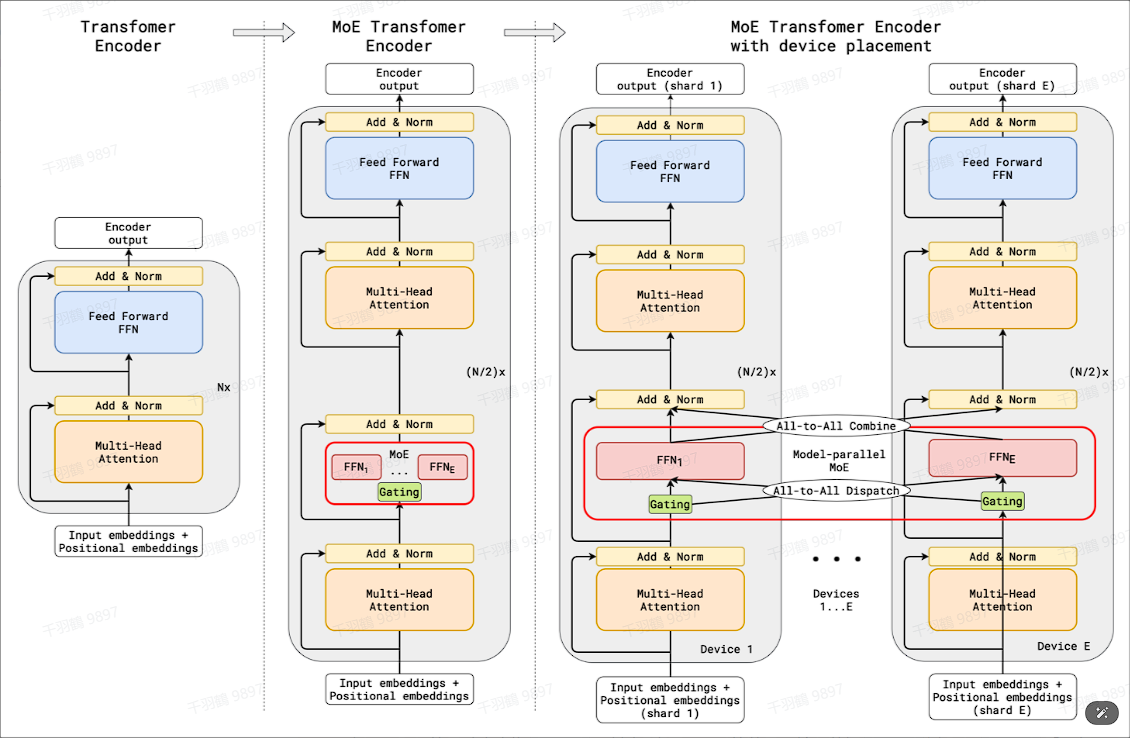 Transfomer
Encoder
MoE Transfomer
Encoder
MoE Transfomer Encoder
with device placement
Encoder
output
Add & Norm
Feed Forward
FFN
Nx
Add & Norm
Multi-Head
Attention
Input embeddings +
Positional embeddings
Encoder
output
Add & Norm
Feed Forward
FFN
Add & Norm
Multi-Head
Attention
(N/2)x
Add & Norm
MoE
FFN1 ... FFNE
Gating
Add & Norm
Multi-Head
Attention
Input embeddings +
Positional embeddings
Encoder
output (shard 1)
Add & Norm
Feed Forward
FFN
Add & Norm
Multi-Head
Attention
(N/2)x
Add & Norm
FFN1
Gating
Add & Norm
Multi-Head
Attention
Device 1
Input embeddings +
Positional embeddings
(shard 1)
All-to-All Combine
Model-parallel
MoE
All-to-All Dispatch
Devices
1...E
Encoder
output (shard E)
Add & Norm
Feed Forward
FFN
Add & Norm
Multi-Head
Attention
(N/2)x
Add & Norm
FFNE
Gating
Add & Norm
Multi-Head
Attention
Device E
Input embeddings +
Positional embeddings
(shard E)
千羽鶴 9897